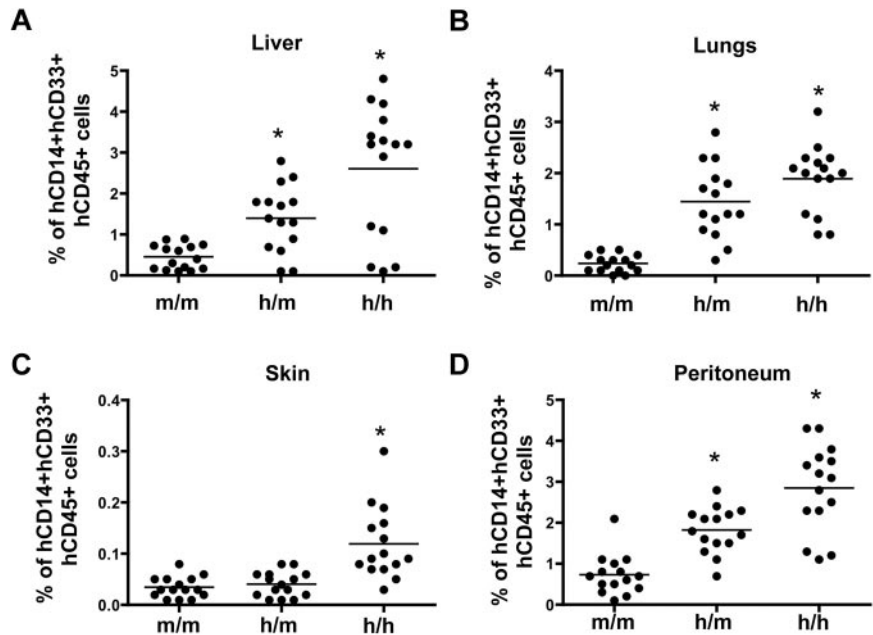 A
Liver
% of hCD14+hCD33+
hCD45+ cells
5
4
3
2
1
0
*
*
m/m
h/m
h/h
B
Lungs
% of hCD14+hCD33+
hCD45+ cells
4
3
2
1
0
*
*
m/m
h/m
h/h
C
Skin
% of hCD14+hCD33+
hCD45+ cells
0.4
0.3
0.2
0.1
0.0
*
m/m
h/m
h/h
D
Peritoneum
% of hCD14+hCD33+
hCD45+ cells
5
4
3
2
1
0
*
*
m/m
h/m
h/h